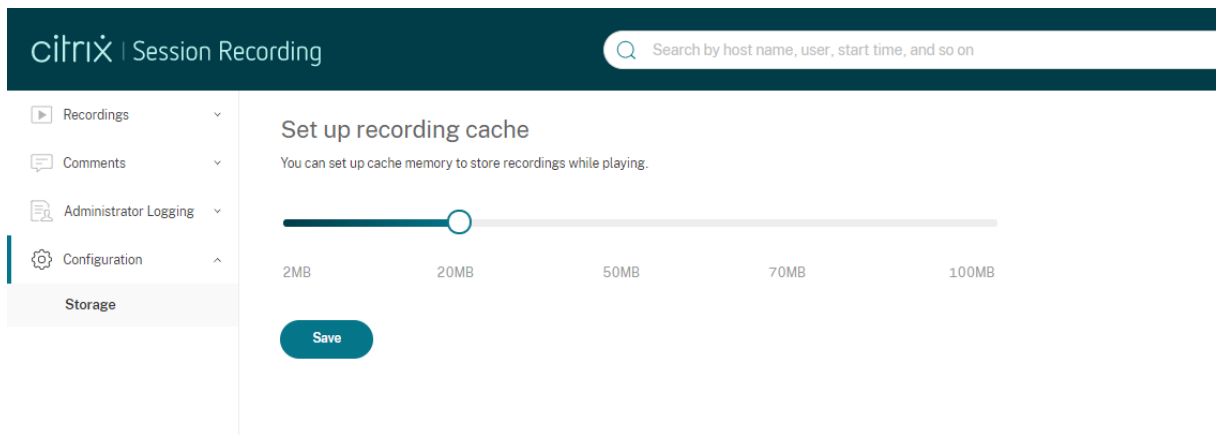 citrix | Session Recording
Search by host name, user, start time, and so on
Recordings
Comments
Administrator Logging
Configuration
Storage
Set up recording cache
You can set up cache memory to store recordings while playing.
2MB 20MB 50MB 70MB 100MB
Save